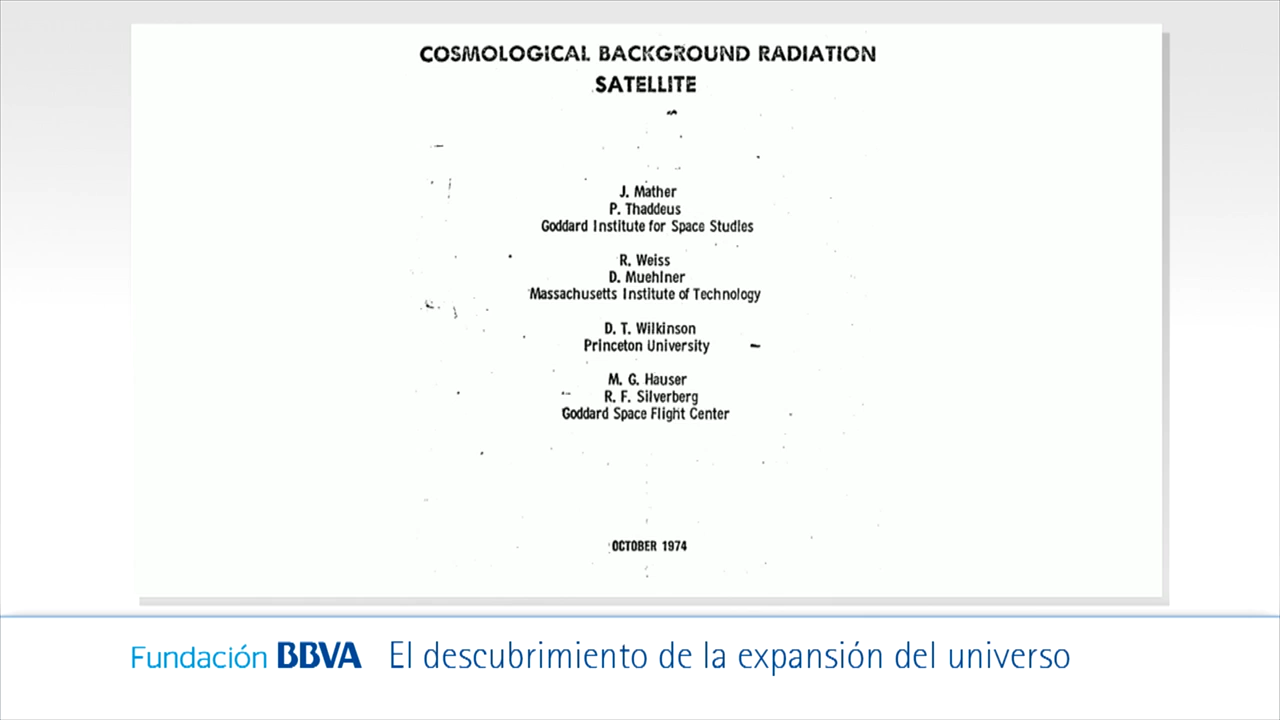 COSMOLOGICAL BACKGROUND RADIATION
SATELLITE
J. Mather
P. Thaddeus
Goddard Institute for Space Studies
R. Weiss
D. Muehlner
Massachusetts Institute of Technology
D. T. Wilkinson
Princeton University
M. G. Hauser
R. F. Silverberg
Goddard Space Flight Center
OCTOBER 1974
Fundación BBVA El descubrimiento de la expansión del universo